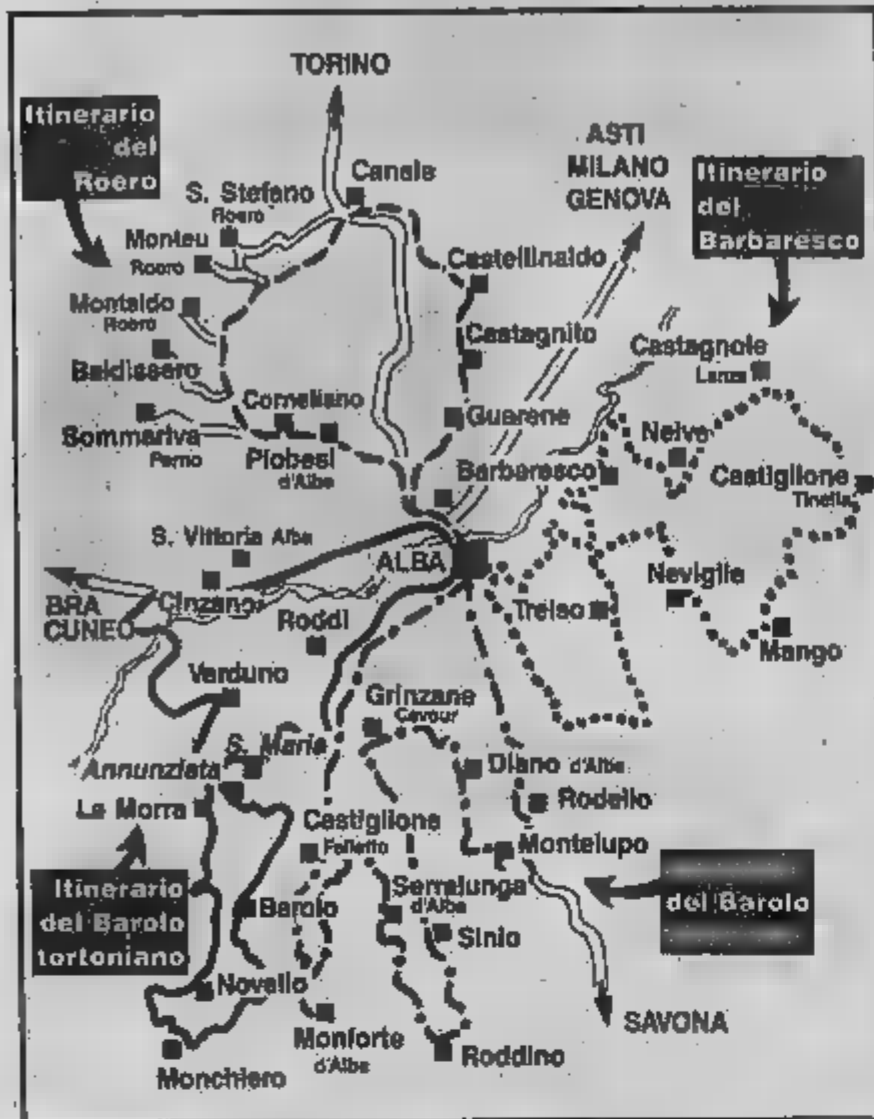 TORINO
Itinerario
del
Roero
ASTI
MILANO
GENOVA
Itinerario
del
Barbaresco
Canale
S. Stefano
Roero
Monteu
Roero
Castellinaldo
Montaldo
Roero
Castagnito
Castagnole
Lanze
Baldissero
Corneliano
Guarene
Neive
Sommariva
Perno
Piobesi
d'Alba
Barbaresco
Castiglione
Tinella
S. Vittoria Alba
ALBA
BRA
CUNEO
Cinzano
Roddi
Treiso
Neviglie
Mango
Verduno
Grinzane
Cavour
S. Maria
Annunziata
Diano d'Alba
La Morra
Rodello
Castiglione
Falletto
Montelupo
Itinerario
del Barolo
tortoniano
Barolo
Serralunga
d'Alba
del Barolo
Sinio
Novello
Monforte
d'Alba
SAVONA
Monchiero
Roddino